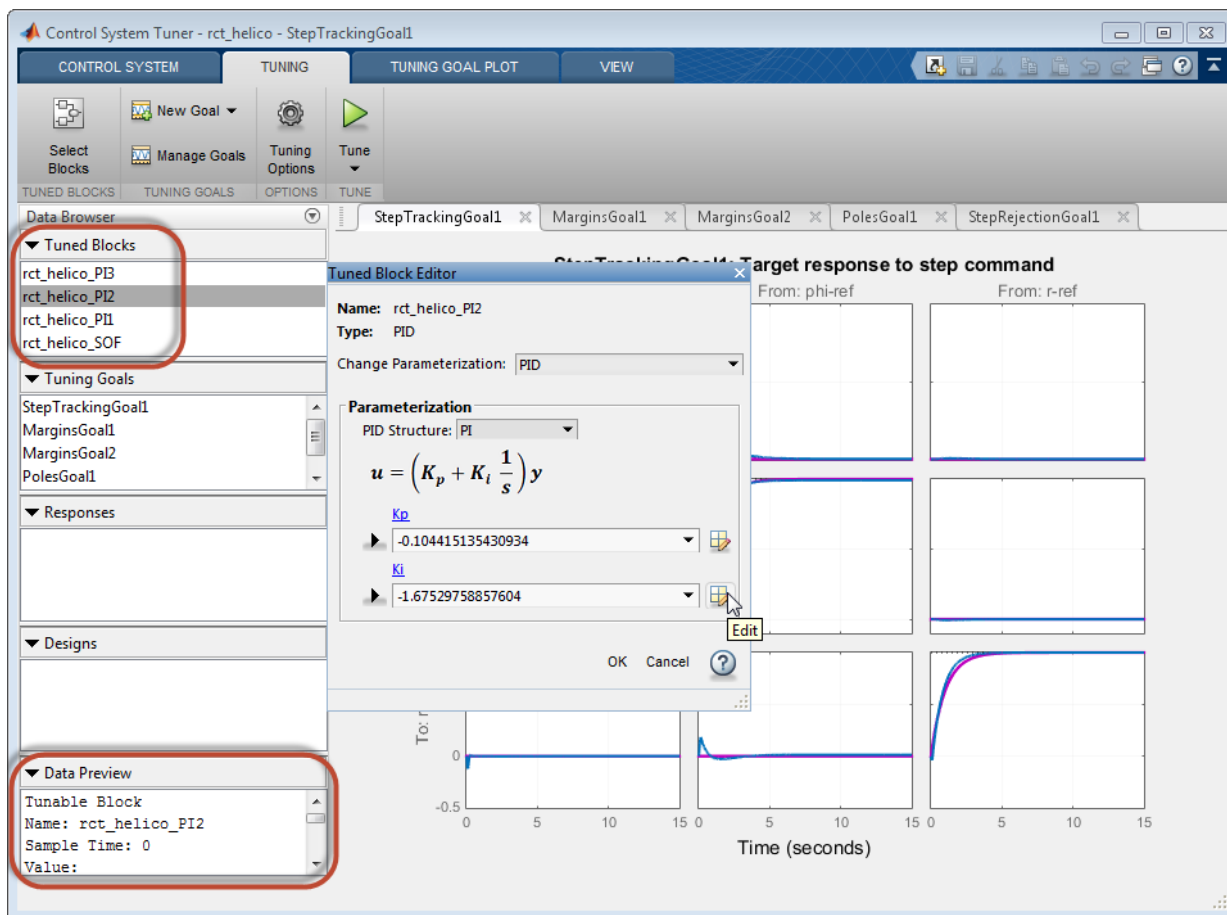 Control System Tuner - rct_helico - StepTrackingGoal1
CONTROL SYSTEM TUNING TUNING GOAL PLOT VIEW
Select Blocks
New Goal
Manage Goals
Tuning Options
Tune
TUNED BLOCKS TUNING GOALS OPTIONS TUNE
Data Browser
StepTrackingGoal1 MarginsGoal1 MarginsGoal2 PolesGoal1 StepRejectionGoal1
Tuned Blocks
rct_helico_PI3
rct_helico_PI2
rct_helico_PI1
rct_helico_SOF
Tuning Goals
StepTrackingGoal1
MarginsGoal1
MarginsGoal2
PolesGoal1
Responses
Designs
Data Preview
Tunable Block
Name: rct_helico_PI2
Sample Time: 0
Value:
StepTrackingGoal1: Target response to step command
From: phi-ref From: r-ref
Tuned Block Editor
Name: rct_helico_PI2
Type: PID
Change Parameterization: PID
Parameterization
PID Structure: PI
u = (Kp + Ki 1/s) y
Kp
-0.104415135430934
Ki
-1.67529758857604
Edit
OK Cancel
To: r
0
-0.5
0 5 10 15 0 5 10 15 0 5 10 15
Time (seconds)